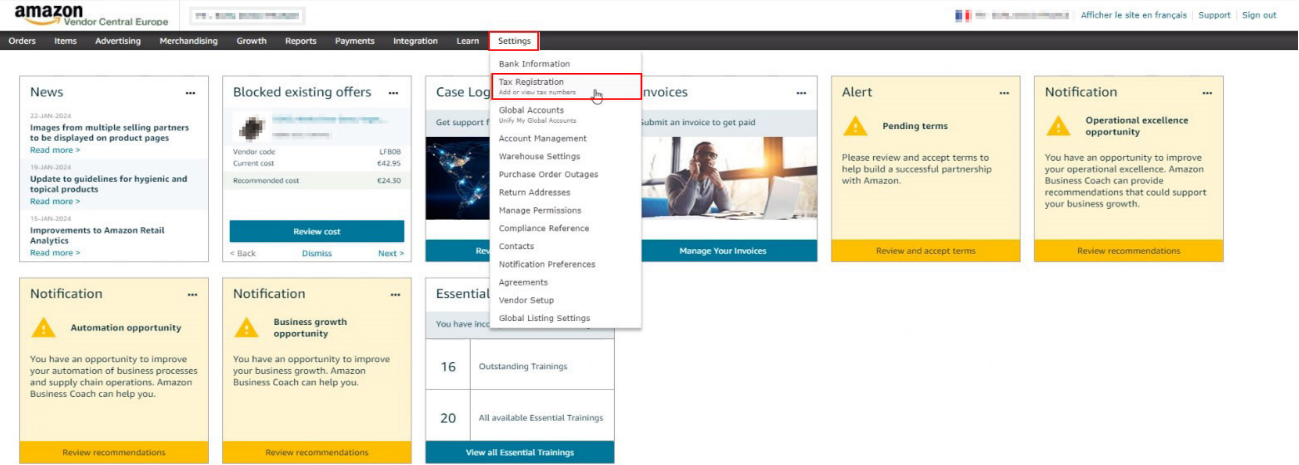 amazon
Vendor Central Europe
Afficher le site en français
Support
Sign out
Orders
Items
Advertising
Merchandising
Growth
Reports
Payments
Integration
Learn
Settings
Bank Information
Tax Registration
Add or view tax numbers
Global Accounts
Unify My Global Accounts
Account Management
Warehouse Settings
Purchase Order Outages
Return Addresses
Manage Permissions
Compliance Reference
Contacts
Notification Preferences
Agreements
Vendor Setup
Global Listing Settings
News
22-JAN-2024
Images from multiple selling partners
to be displayed on product pages
Read more >
19-JAN-2024
Update to guidelines for hygienic and
topical products
Read more >
15-JAN-2024
Improvements to Amazon Retail
Analytics
Read more >
Blocked existing offers
Vendor code LFB0B
Current cost €42.95
Recommended cost €24.30
Review cost
< Back
Dismiss
Next >
Case Log
Get support
Rev
nvoices
Submit an invoice to get paid
Manage Your Invoices
Alert
Pending terms
Please review and accept terms to
help build a successful partnership
with Amazon.
Review and accept terms
Notification
Operational excellence
opportunity
You have an opportunity to improve
your operational excellence. Amazon
Business Coach can provide
recommendations that could support
your business growth.
Review recommendations
Notification
Automation opportunity
You have an opportunity to improve
your automation of business processes
and supply chain operations. Amazon
Business Coach can help you.
Review recommendations
Notification
Business growth
opportunity
You have an opportunity to improve
your business growth. Amazon
Business Coach can help you.
Review recommendations
Essential
You have inco
16 Outstanding Trainings
20 All available Essential Trainings
View all Essential Trainings